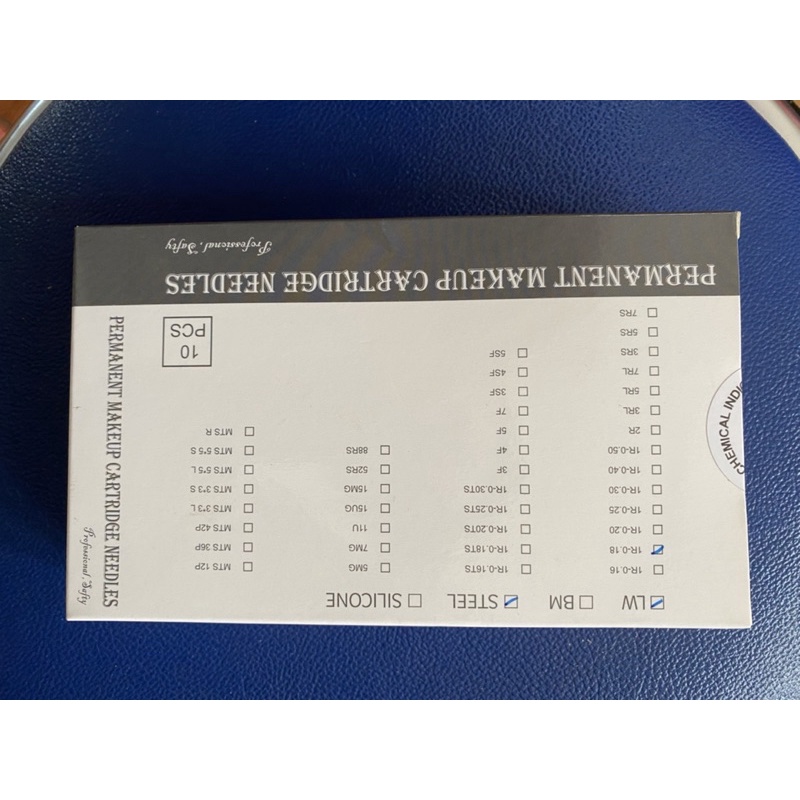 LW BM STEEL SILICONE
1R-0.16
1R-0.18
1R-0.20
1R-0.25
1R-0.30
1R-0.40
1R-0.50
2R
3RL
5RL
7RL
3RS
5RS
7RS
1R-0.16TS
1R-0.18TS
1R-0.20TS
1R-0.25TS
1R-0.30TS
3F
4F
5F
7F
3SF
4SF
5SF
5MG
7MG
11U
15UG
15MG
52RS
88RS
MTS 12P
MTS 36P
MTS 42P
MTS 3*3 L
MTS 3*3 S
MTS 5*5 L
MTS 5*5 S
MTS R
10
PCS
PERMANENT MAKEUP CARTRIDGE NEEDLES
Professional, Safty
PERMANENT MAKEUP CARTRIDGE NEEDLES
Professional, Safty
CHEMICAL